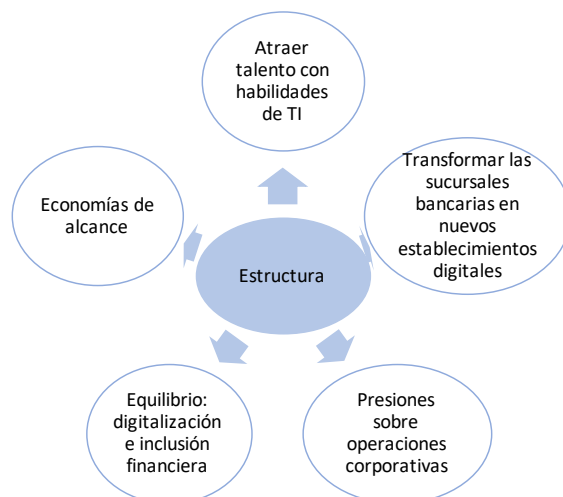 Atraer
talento con
habilidades
de TI
Transformar las
sucursales
bancarias en
nuevos
establecimientos
digitales
Economías de
alcance
Estructura
Equilibrio:
digitalización
e inclusión
financiera
Presiones
sobre
operaciones
corporativas